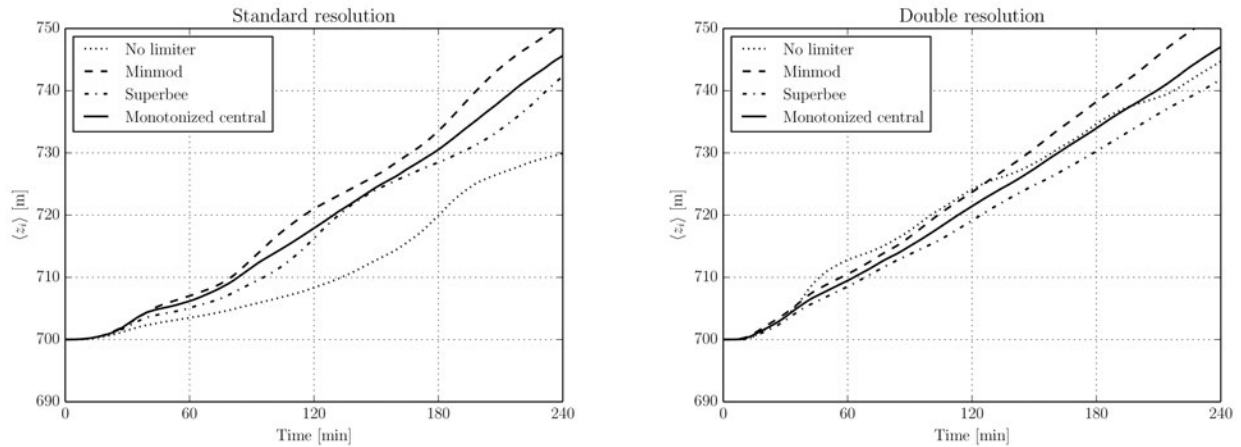 Standard resolution
750
740
730
720
710
700
690
⟨z_i⟩ [m]
No limiter
Minmod
Superbee
Monotonized central
0 60 120 180 240
Time [min]
Double resolution
750
740
730
720
710
700
690
⟨z_i⟩ [m]
No limiter
Minmod
Superbee
Monotonized central
0 60 120 180 240
Time [min]